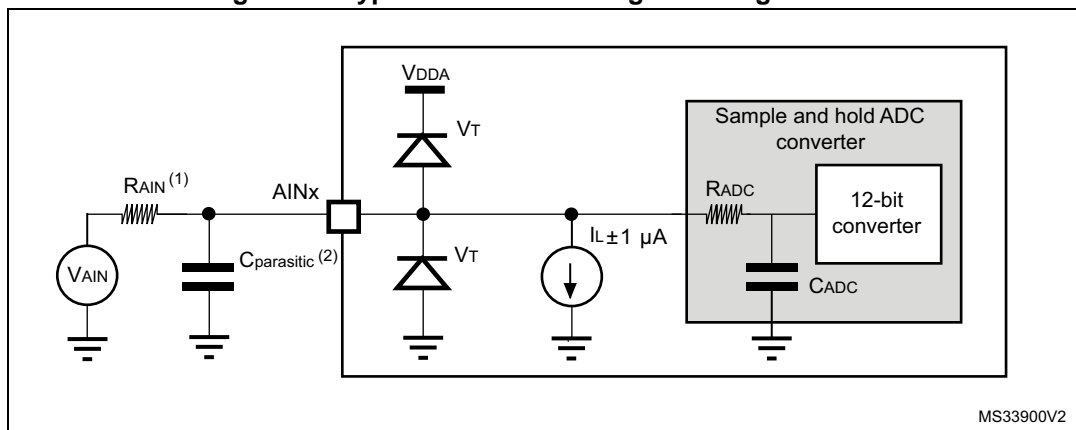 VDDA
VT
Sample and hold ADC
converter
RAIN (1)
AINx
RADC
12-bit
converter
IL±1 µA
VAIN
Cparasitic (2)
VT
CADC
MS33900V2